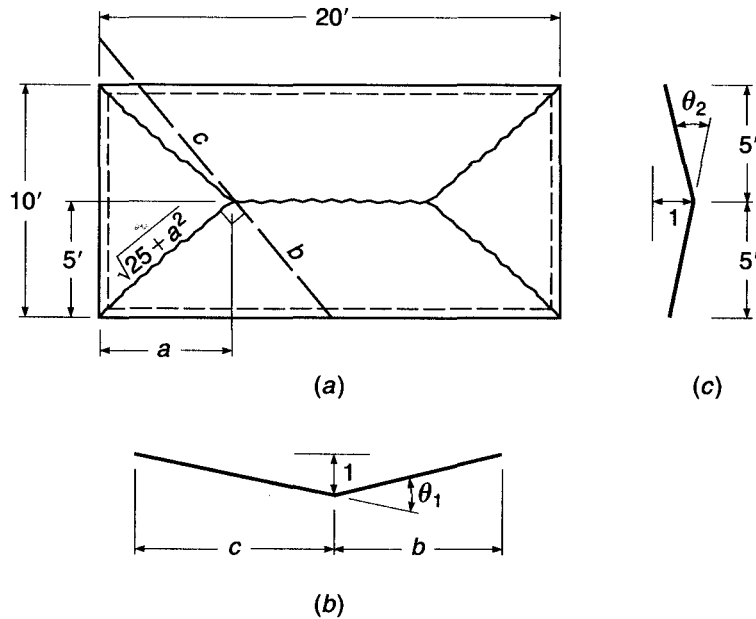 20′
10′
5′
√25 + a²
a
c
b
(a)
θ₂
1
5′
5′
(c)
1
θ₁
c
b
(b)